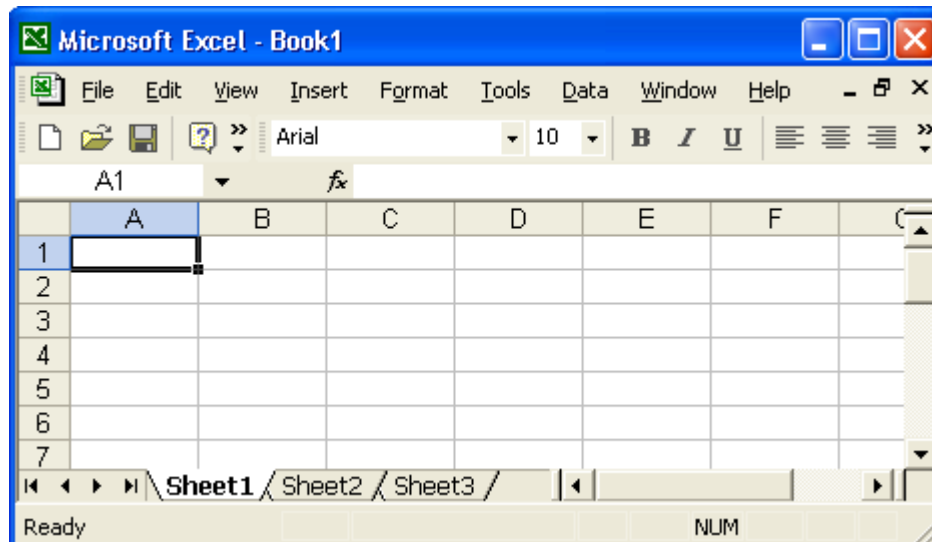 Microsoft Excel - Book1
File Edit View Insert Format Tools Data Window Help
Arial 10 B I U
A1 fx
A B C D E F
1
2
3
4
5
6
7
Sheet1 Sheet2 Sheet3
Ready NUM